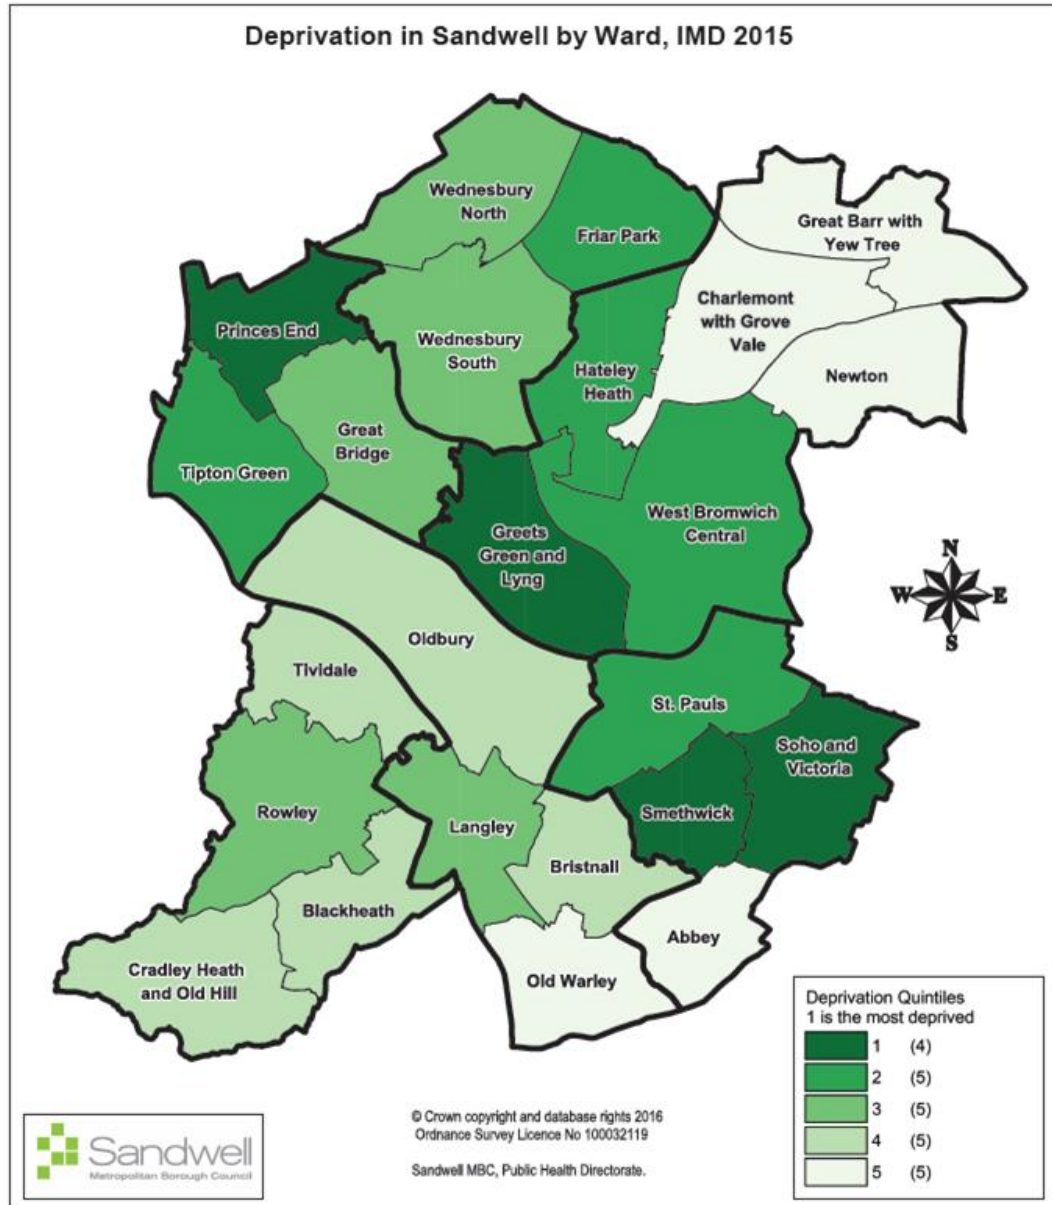 Deprivation in Sandwell by Ward, IMD 2015
Wednesbury
North
Friar Park
Great Barr with
Yew Tree
Charlemont
with Grove
Vale
Princes End
Wednesbury
South
Hateley
Heath
Newton
Great
Bridge
Tipton Green
Greets
Green and
Lyng
West Bromwich
Central
N
W
E
S
Oldbury
Tividale
St. Pauls
Soho and
Victoria
Rowley
Langley
Smethwick
Bristnall
Blackheath
Abbey
Cradley Heath
and Old Hill
Old Warley
Deprivation Quintiles
1 is the most deprived
1 (4)
2 (5)
3 (5)
4 (5)
5 (5)
Sandwell
Metropolitan Borough Council
© Crown copyright and database rights 2016
Ordnance Survey Licence No 100032119
Sandwell MBC, Public Health Directorate.